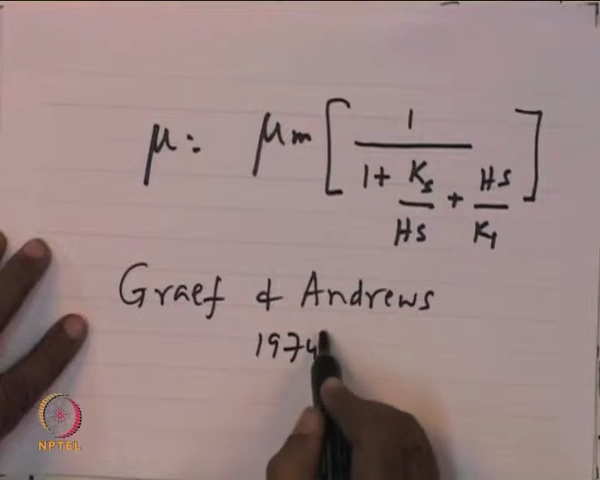 μ = μm [ 1 / (1 + Ks/HS + HS/K1) ]
Graef & Andrews
1974
NPTEL